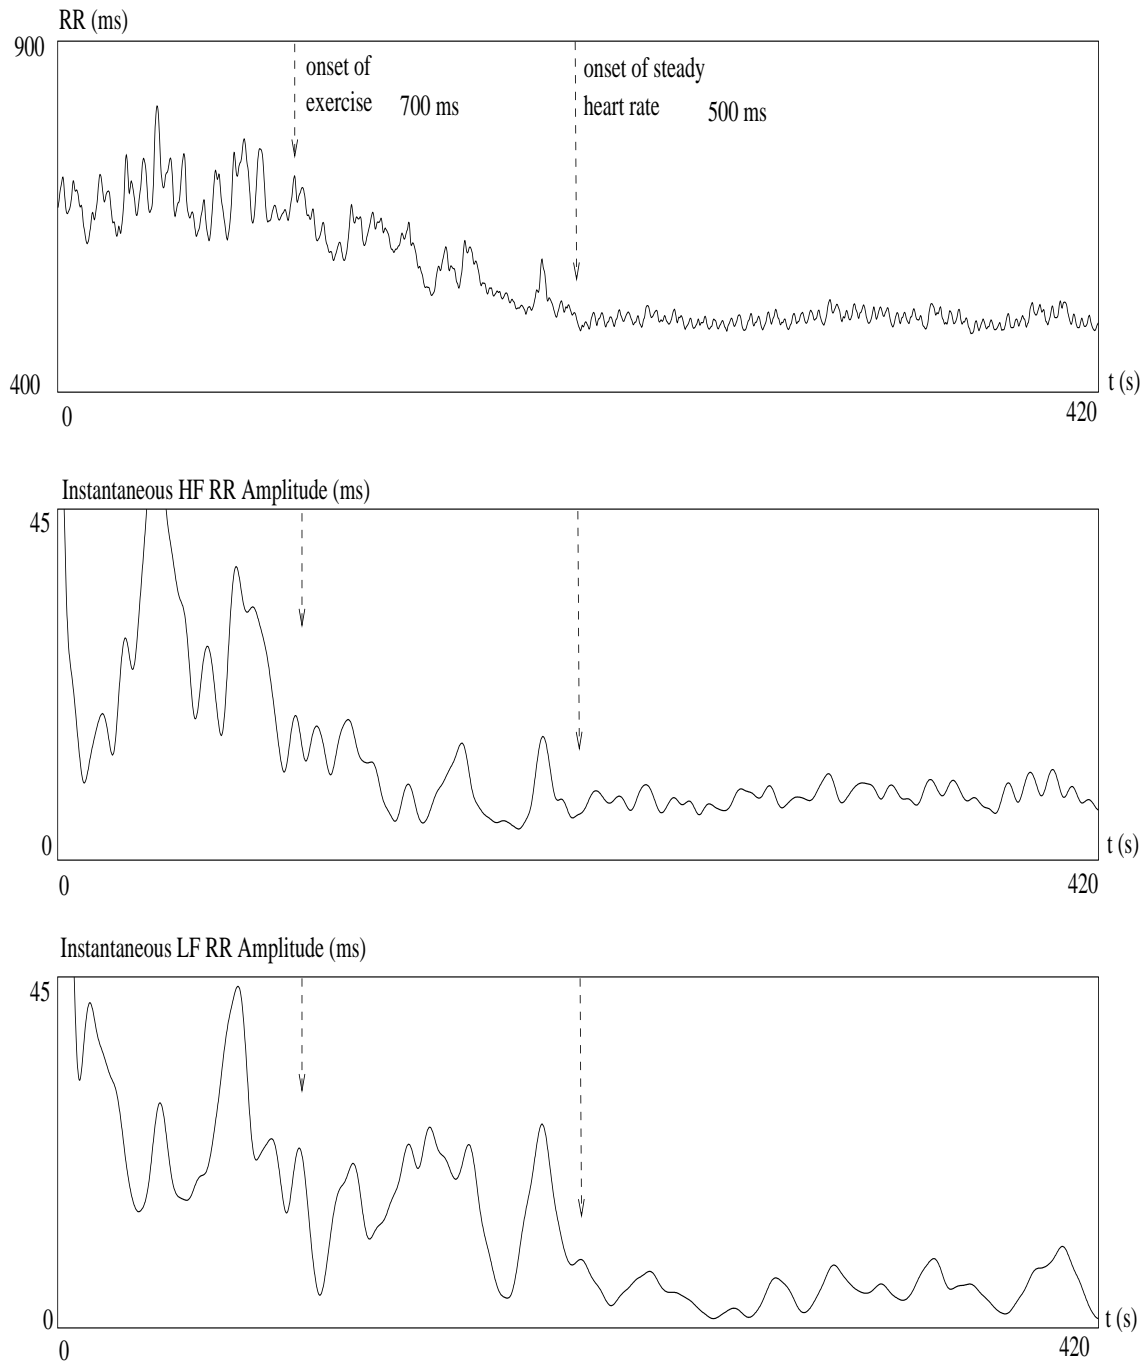 RR (ms)
900
onset of
exercise 700 ms
onset of steady
heart rate 500 ms
400
t (s)
0
420
Instantaneous HF RR Amplitude (ms)
45
0
t (s)
0
420
Instantaneous LF RR Amplitude (ms)
45
0
t (s)
0
420